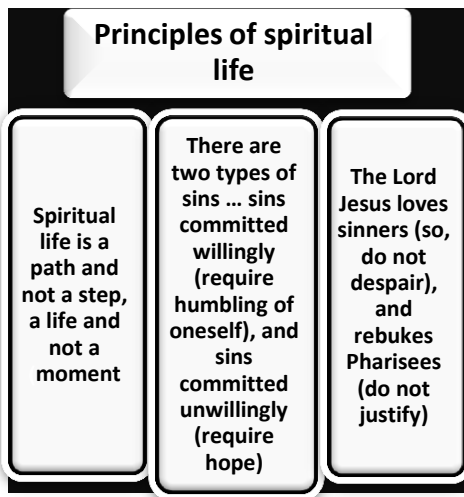 Principles of spiritual
life
Spiritual
life is a
path and
not a step,
a life and
not a
moment
There are
two types of
sins … sins
committed
willingly
(require
humbling of
oneself), and
sins
committed
unwillingly
(require
hope)
The Lord
Jesus loves
sinners (so,
do not
despair),
and
rebukes
Pharisees
(do not
justify)